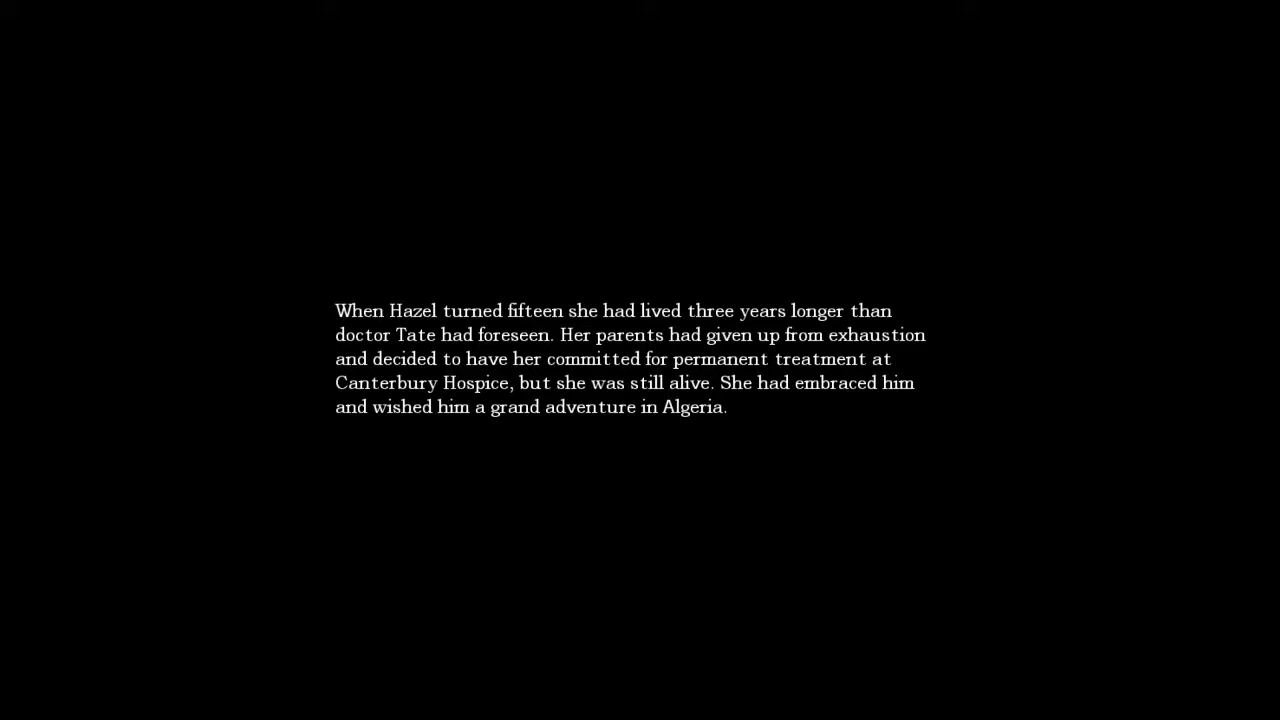 When Hazel turned fifteen she had lived three years longer than
doctor Tate had foreseen. Her parents had given up from exhaustion
and decided to have her committed for permanent treatment at
Canterbury Hospice, but she was still alive. She had embraced him
and wished him a grand adventure in Algeria.